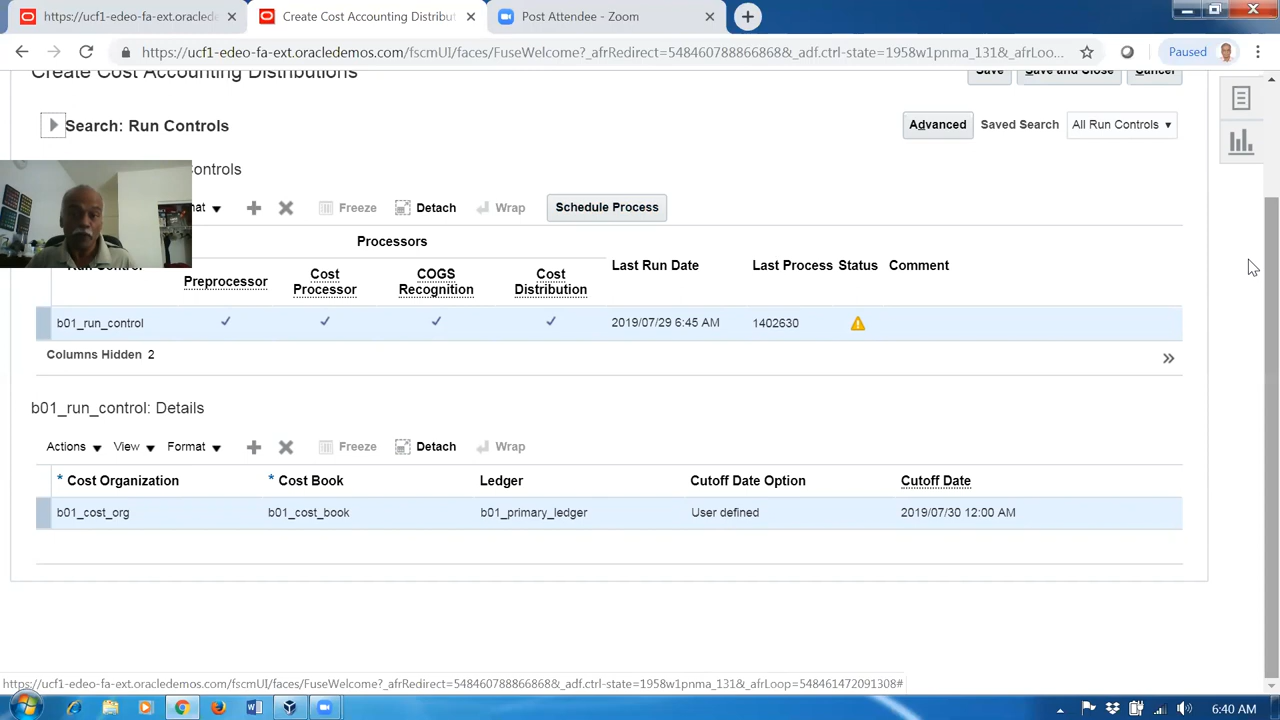 https://ucf1-edeo-fa-ext.oraclede
Create Cost Accounting Distribut
Post Attendee - Zoom
https://ucf1-edeo-fa-ext.oracledemos.com/fscmUI/faces/FuseWelcome?_afrRedirect=5484607888668686&_adf.ctrl-state=1958w1pnma_131&_afrLoo...
Paused
Create Cost Accounting Distributions
Save
Save and Close
Cancel
Search: Run Controls
Advanced
Saved Search
All Run Controls
ontrols
mat
Freeze
Detach
Wrap
Schedule Process
Processors
Run Control
Preprocessor
Cost Processor
COGS Recognition
Cost Distribution
Last Run Date
Last Process
Status
Comment
b01_run_control
2019/07/29 6:45 AM
1402630
Columns Hidden 2
b01_run_control: Details
Actions
View
Format
Freeze
Detach
Wrap
* Cost Organization
* Cost Book
Ledger
Cutoff Date Option
Cutoff Date
b01_cost_org
b01_cost_book
b01_primary_ledger
User defined
2019/07/30 12:00 AM
https://ucf1-edeo-fa-ext.oracledemos.com/fscmUI/faces/FuseWelcome?_afrRedirect=5484607888668686&_adf.ctrl-state=1958w1pnma_131&_afrLoop=548461472091308#
6:40 AM